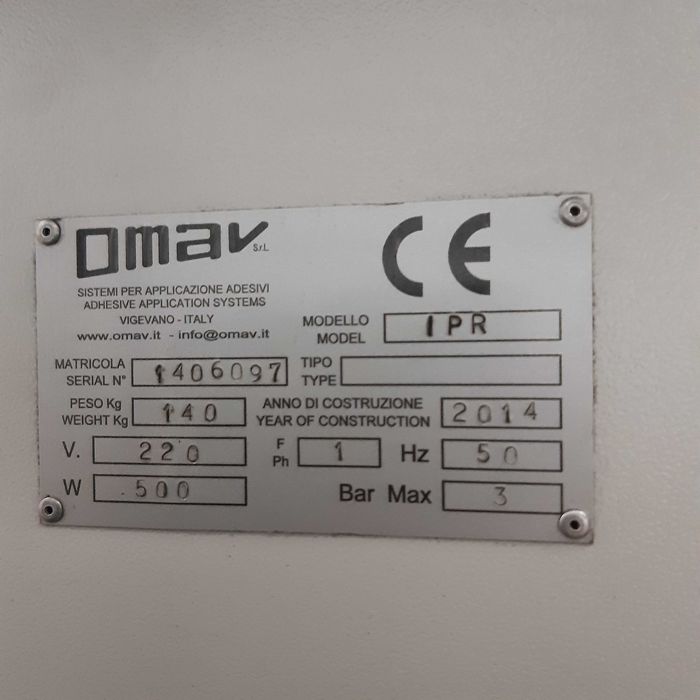 Omav S.r.L.
CE
SISTEMI PER APPLICAZIONE ADESIVI
ADHESIVE APPLICATION SYSTEMS
VIGEVANO - ITALY
www.omav.it - info@omav.it
MODELLO
MODEL
IPR
MATRICOLA
SERIAL N°
1406097
TIPO
TYPE
PESO Kg
WEIGHT Kg
140
ANNO DI COSTRUZIONE
YEAR OF CONSTRUCTION
2014
V. 220
F
Ph
1
Hz 50
W .500
Bar Max 3